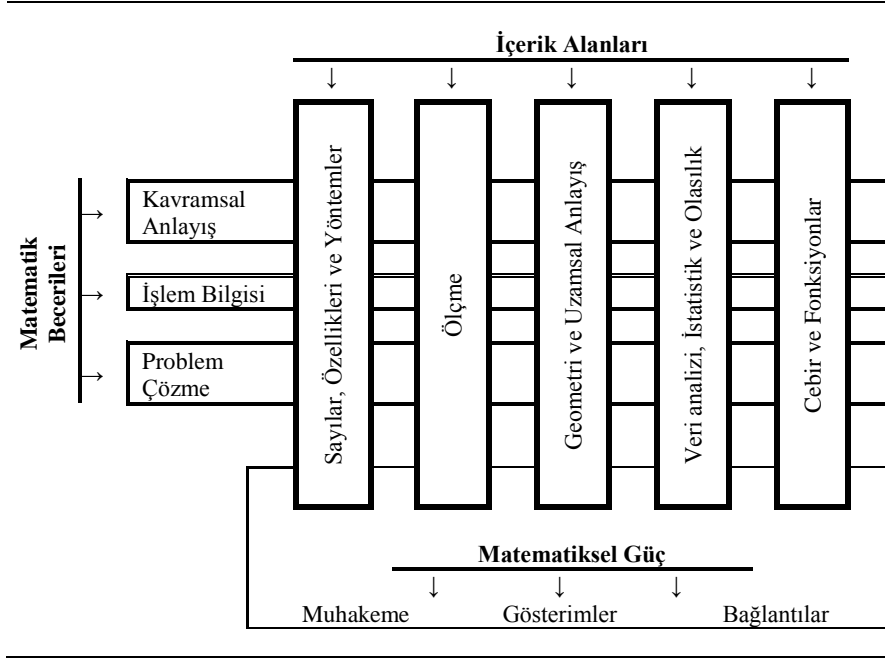 İçerik Alanları
↓ ↓ ↓ ↓ ↓
Sayılar, Özellikleri ve Yöntemler
Ölçme
Geometri ve Uzamsal Anlayış
Veri analizi, İstatistik ve Olasılık
Cebir ve Fonksiyonlar
Matematik
Becerileri
→ Kavramsal
Anlayış
→ İşlem Bilgisi
→ Problem
Çözme
Matematiksel Güç
↓ ↓ ↓
Muhakeme Gösterimler Bağlantılar